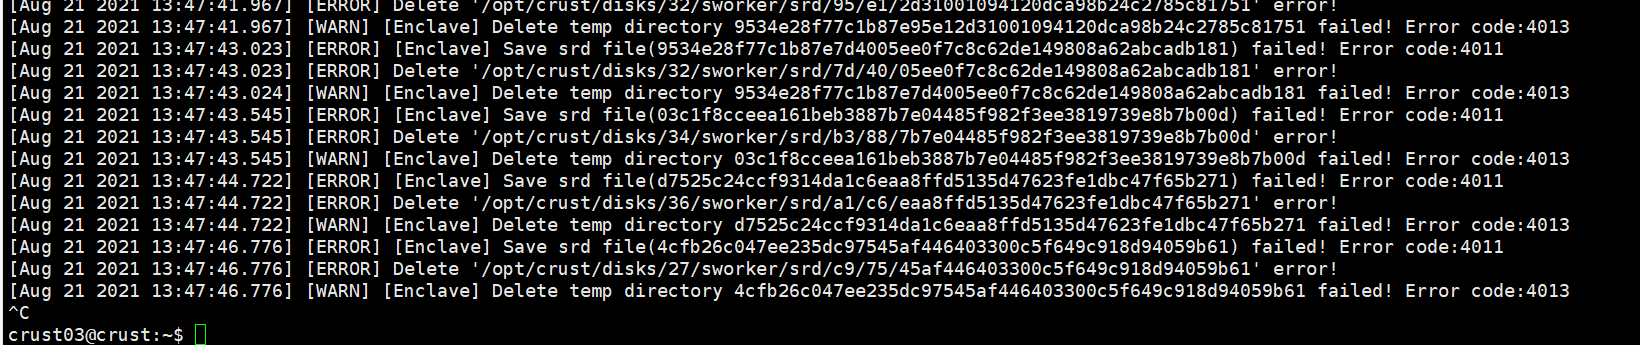 [Aug 21 2021 13:47:41.967] [ERROR] Delete '/opt/crust/disks/32/sworker/srd/95/e1/2d31001094120dca98b24c2785c81751' error!
[Aug 21 2021 13:47:41.967] [WARN] [Enclave] Delete temp directory 9534e28f77c1b87e95e12d31001094120dca98b24c2785c81751 failed! Error code:4013
[Aug 21 2021 13:47:43.023] [ERROR] [Enclave] Save srd file(9534e28f77c1b87e7d4005ee0f7c8c62de149808a62abcadb181) failed! Error code:4011
[Aug 21 2021 13:47:43.023] [ERROR] Delete '/opt/crust/disks/32/sworker/srd/7d/40/05ee0f7c8c62de149808a62abcadb181' error!
[Aug 21 2021 13:47:43.024] [WARN] [Enclave] Delete temp directory 9534e28f77c1b87e7d4005ee0f7c8c62de149808a62abcadb181 failed! Error code:4013
[Aug 21 2021 13:47:43.545] [ERROR] [Enclave] Save srd file(03c1f8cceea161beb3887b7e04485f982f3ee3819739e8b7b00d) failed! Error code:4011
[Aug 21 2021 13:47:43.545] [ERROR] Delete '/opt/crust/disks/34/sworker/srd/b3/88/7b7e04485f982f3ee3819739e8b7b00d' error!
[Aug 21 2021 13:47:43.545] [WARN] [Enclave] Delete temp directory 03c1f8cceea161beb3887b7e04485f982f3ee3819739e8b7b00d failed! Error code:4013
[Aug 21 2021 13:47:44.722] [ERROR] [Enclave] Save srd file(d7525c24ccf9314da1c6eaa8ffd5135d47623fe1dbc47f65b271) failed! Error code:4011
[Aug 21 2021 13:47:44.722] [ERROR] Delete '/opt/crust/disks/36/sworker/srd/a1/c6/eaa8ffd5135d47623fe1dbc47f65b271' error!
[Aug 21 2021 13:47:44.722] [WARN] [Enclave] Delete temp directory d7525c24ccf9314da1c6eaa8ffd5135d47623fe1dbc47f65b271 failed! Error code:4013
[Aug 21 2021 13:47:46.776] [ERROR] [Enclave] Save srd file(4cfb26c047ee235dc97545af446403300c5f649c918d94059b61) failed! Error code:4011
[Aug 21 2021 13:47:46.776] [ERROR] Delete '/opt/crust/disks/27/sworker/srd/c9/75/45af446403300c5f649c918d94059b61' error!
[Aug 21 2021 13:47:46.776] [WARN] [Enclave] Delete temp directory 4cfb26c047ee235dc97545af446403300c5f649c918d94059b61 failed! Error code:4013
^C
crust03@crust:~$